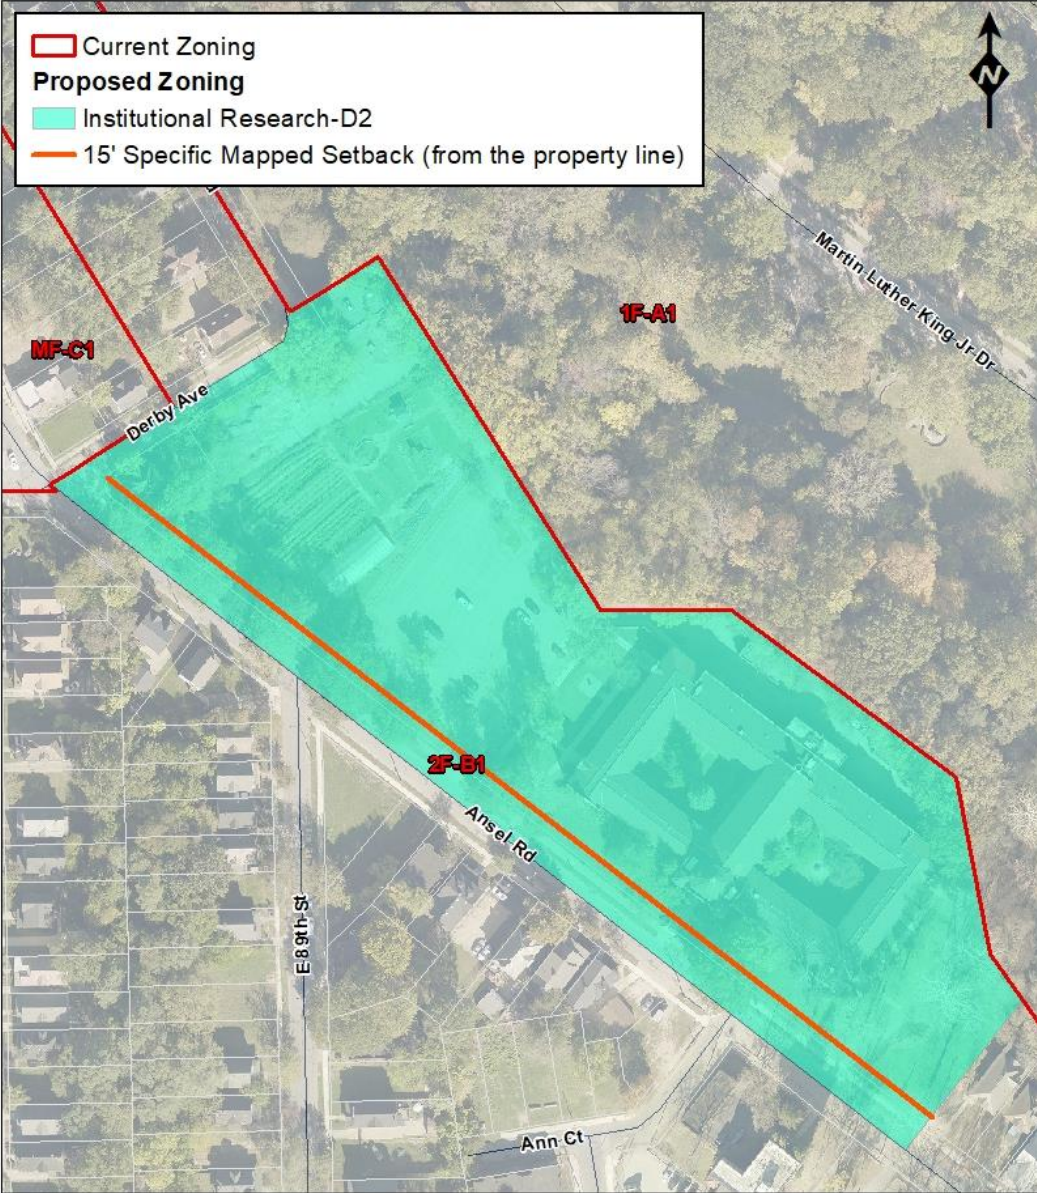 Current Zoning
Proposed Zoning
Institutional Research-D2
15' Specific Mapped Setback (from the property line)
N
Martin Luther King Jr Dr
1F-A1
MF-C1
Derby Ave
2F-B1
Ansel Rd
E 89th St
Ann Ct